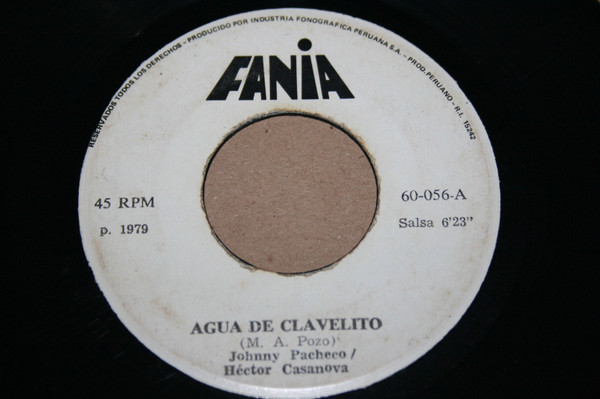 RESERVADOS TODOS LOS DERECHOS - PRODUCIDO POR INDUSTRIA FONOGRAFICA PERUANA S.A. - PROD. PERUANO - R.I. 15242
FANIA
45 RPM
p. 1979
60-056-A
Salsa 6'23"
AGUA DE CLAVELITO
(M. A. Pozo)
Johnny Pacheco /
Héctor Casanova